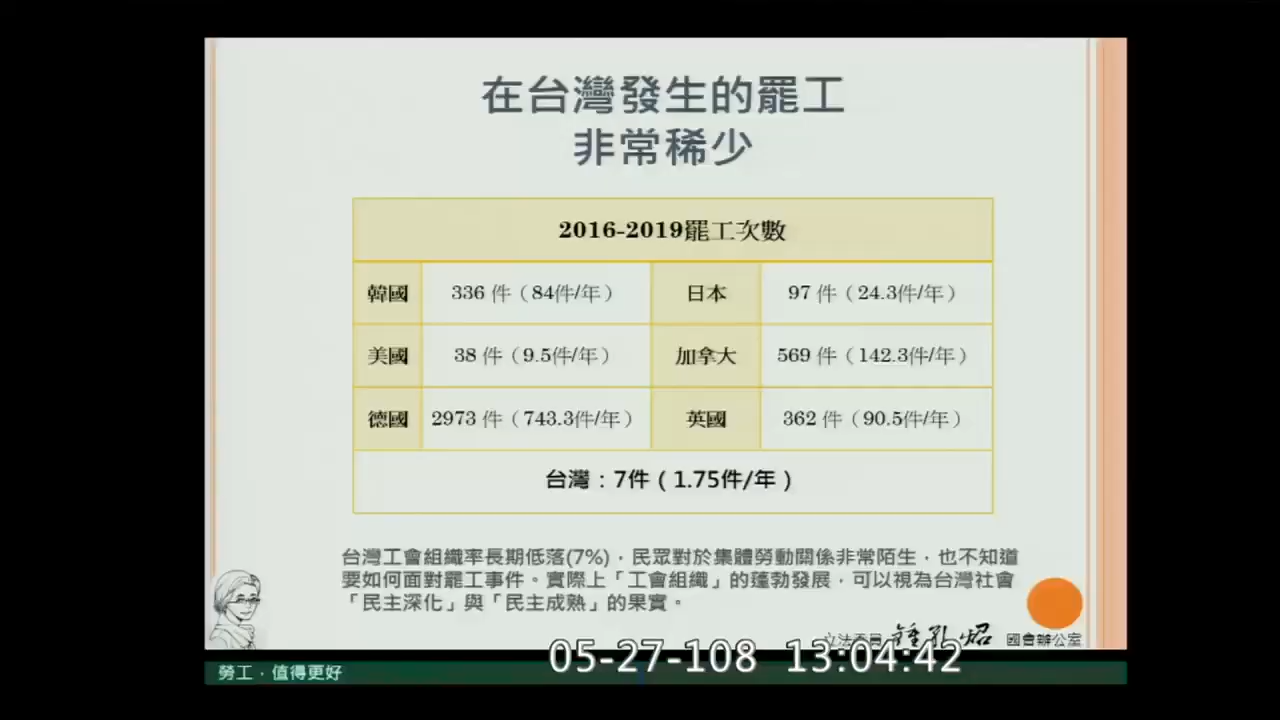 在台灣發生的罷工
非常稀少
2016-2019罷工次數
韓國 336 件（84件/年） 日本 97 件（24.3件/年）
美國 38 件（9.5件/年） 加拿大 569 件（142.3件/年）
德國 2973 件（743.3件/年） 英國 362 件（90.5件/年）
台灣：7件（1.75件/年）
台灣工會組織率長期低落(7%)，民眾對於集體勞動關係非常陌生，也不知道
要如何面對罷工事件。實際上「工會組織」的蓬勃發展，可以視為台灣社會
「民主深化」與「民主成熟」的果實。
立法委員 鍾孔炤 國會辦公室
05-27-108 13:04:42
勞工，值得更好